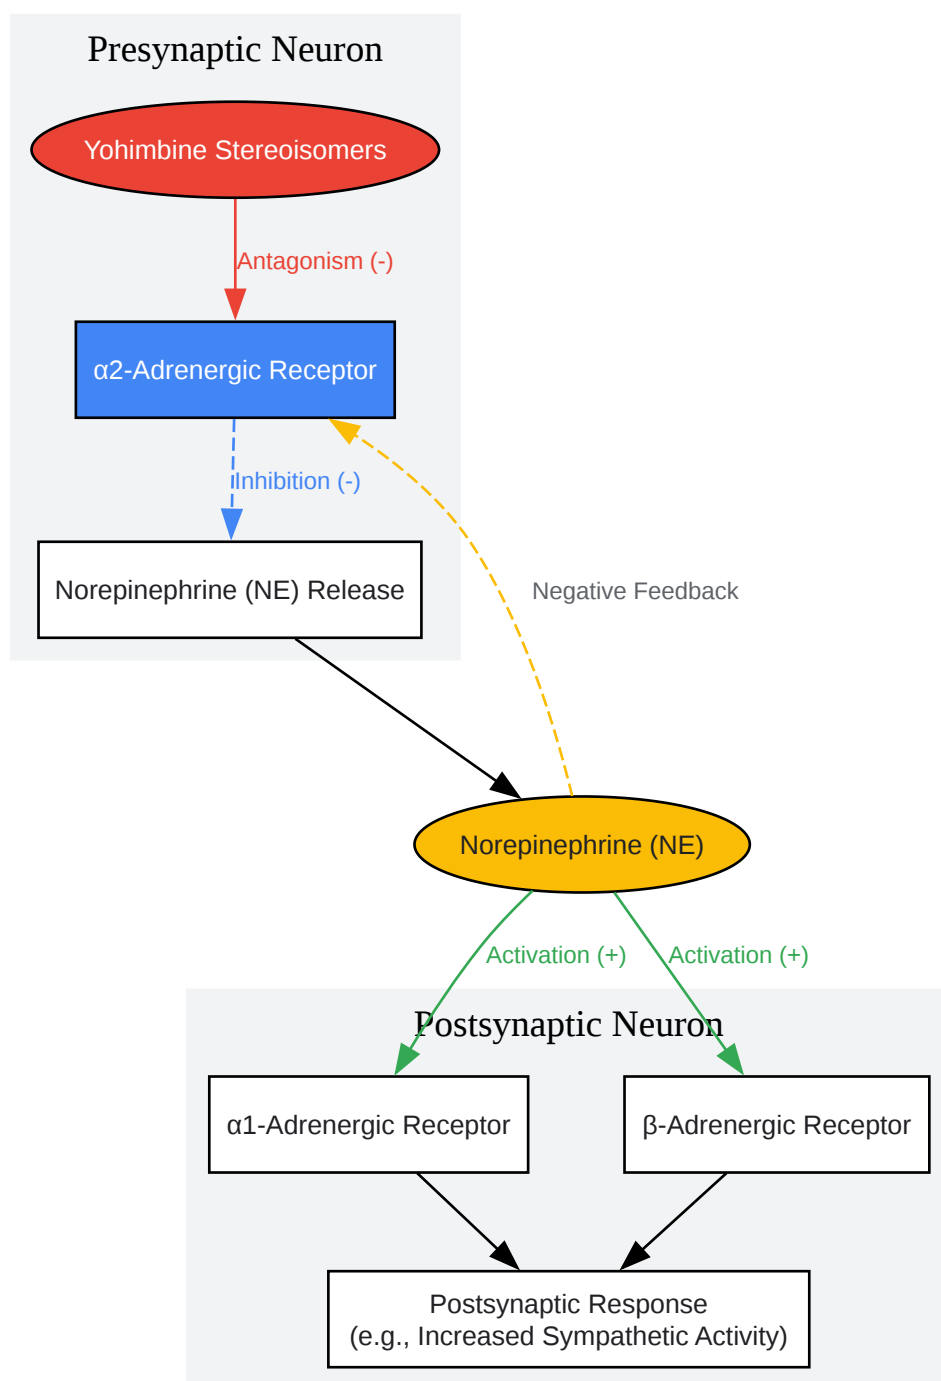 Presynaptic Neuron
Yohimbine Stereoisomers
Antagonism (-)
α2-Adrenergic Receptor
Inhibition (-)
Norepinephrine (NE) Release
Negative Feedback
Norepinephrine (NE)
Activation (+)
Activation (+)
Postsynaptic Neuron
α1-Adrenergic Receptor
β-Adrenergic Receptor
Postsynaptic Response
(e.g., Increased Sympathetic Activity)